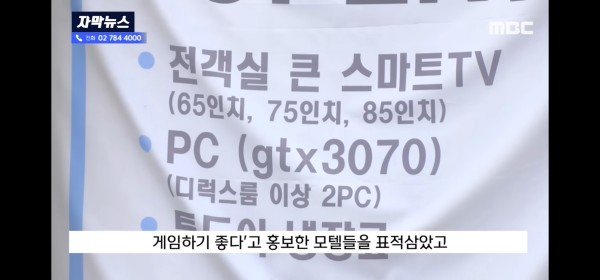 자막뉴스
전화 02 784 4000
MBC
전객실 큰 스마트TV
(65인치, 75인치, 85인치)
PC (gtx3070)
(디럭스룸 이상 2PC)
게임하기 좋다'고 홍보한 모텔들을 표적삼았고